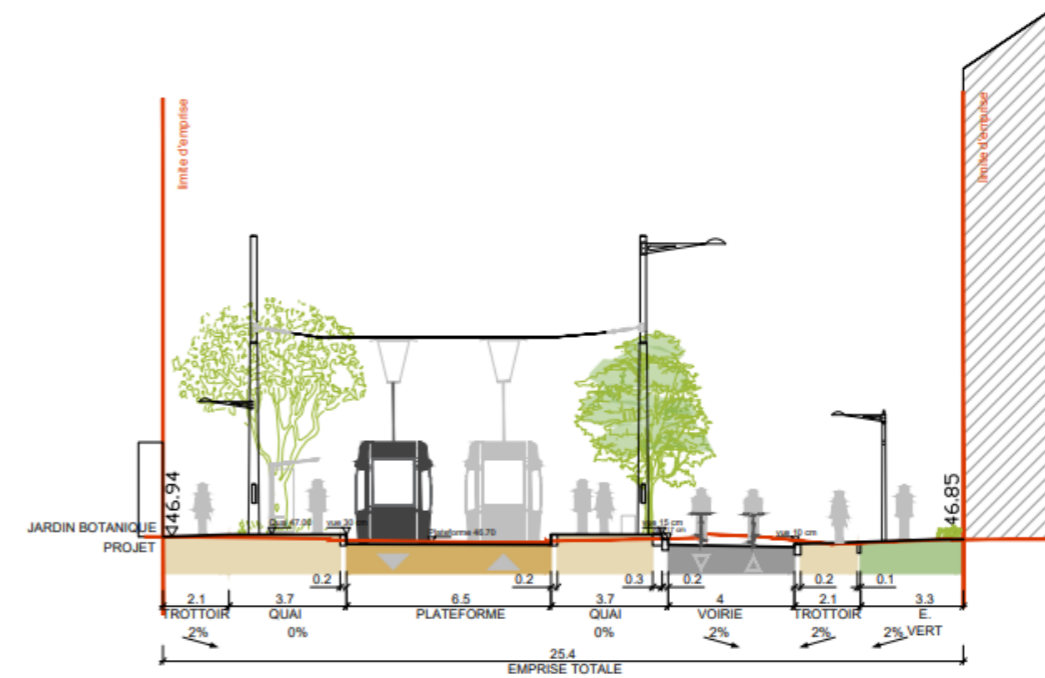 limite d'emprise
limite d'emprise
46.94
46.85
JARDIN BOTANIQUE
PROJET
Quai 47.00
vue 30 cm
Plateforme 46.70
vue 15 cm
vue 10 cm
0.2
0.2
0.3
0.2
0.2
0.1
2.1
3.7
6.5
3.7
4
2.1
3.3
TROTTOIR
QUAI
PLATEFORME
QUAI
VOIRIE
TROTTOIR
E.
VERT
2%
0%
0%
2%
2%
2%
25.4
EMPRISE TOTALE